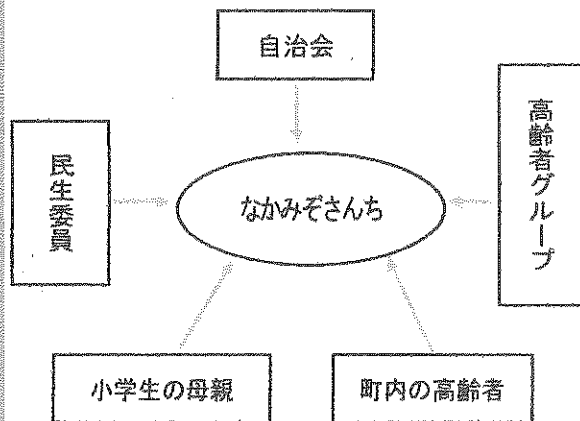 自治会
高齢者グループ
民生委員
なかみぞさんち
小学生の母親
町内の高齢者